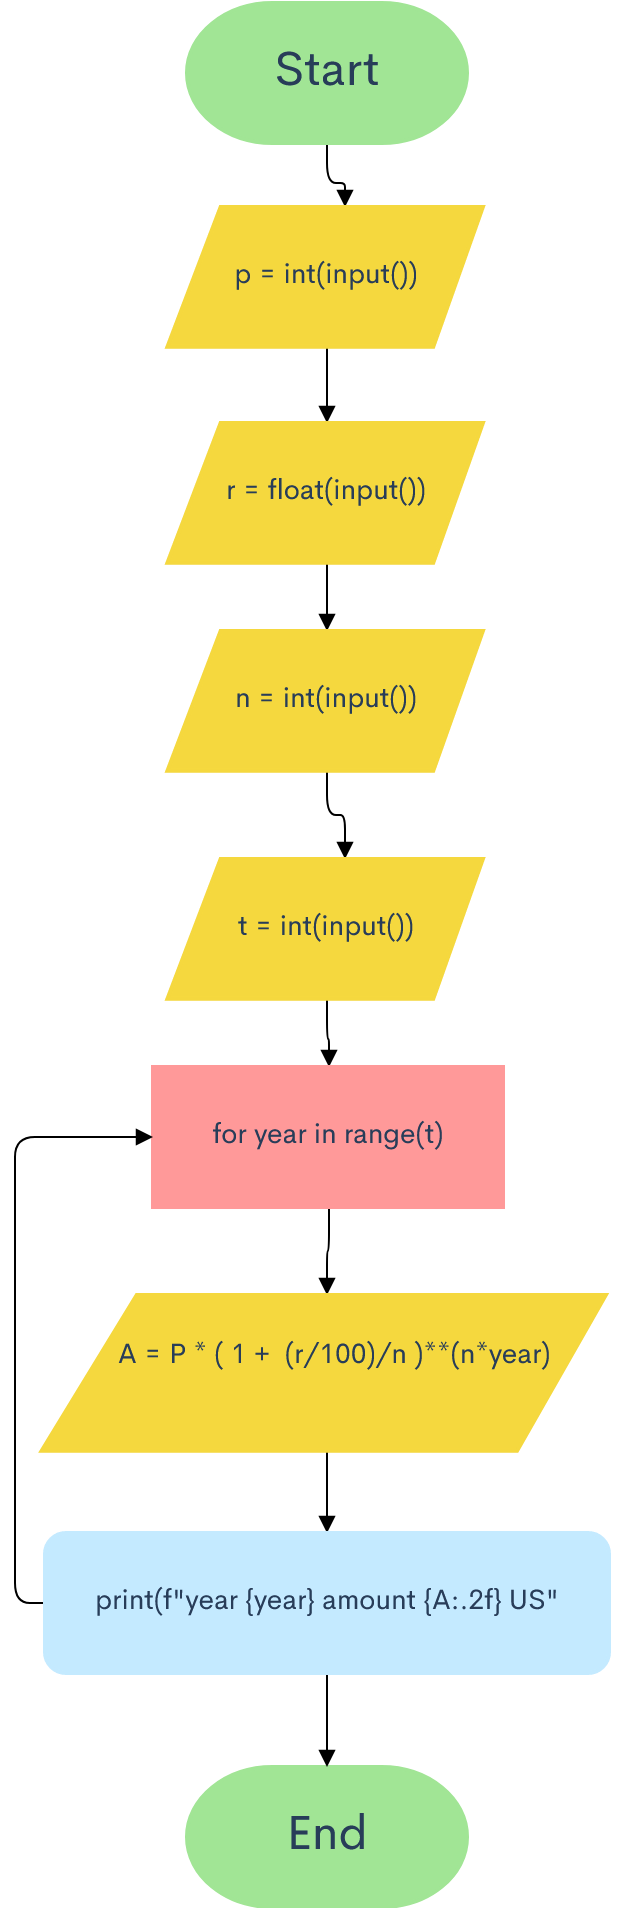 Start
p = int(input())
r = float(input())
n = int(input())
t = int(input())
for year in range(t)
A = P * ( 1 + (r/100)/n )**(n*year)
print(f"year {year} amount {A:.2f} US"
End